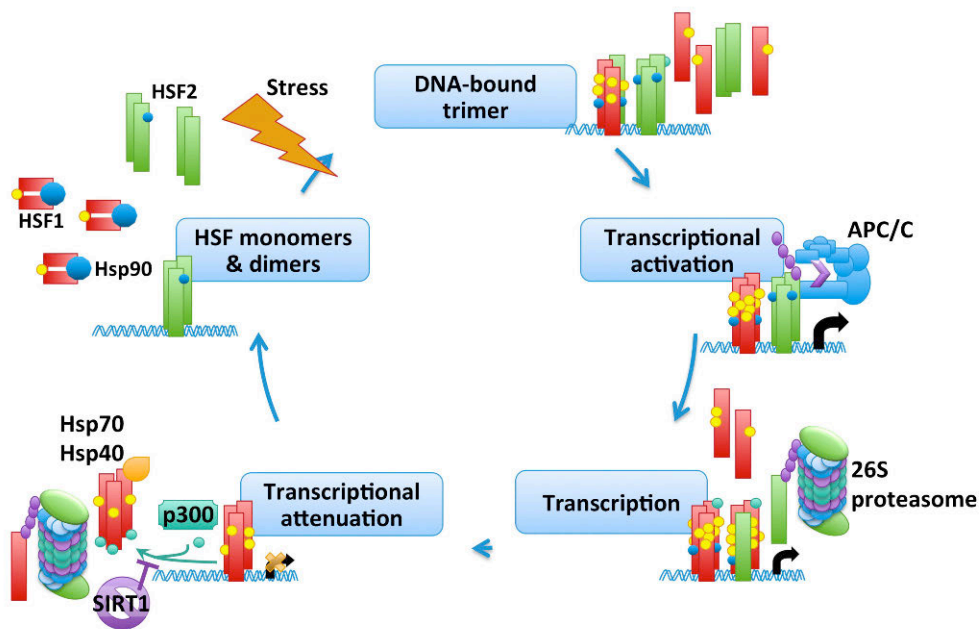 HSF2
Stress
DNA-bound
trimer
HSF1
Hsp90
HSF monomers
& dimers
Transcriptional
activation
APC/C
Hsp70
Hsp40
p300
Transcriptional
attenuation
Transcription
26S
proteasome
SIRT1